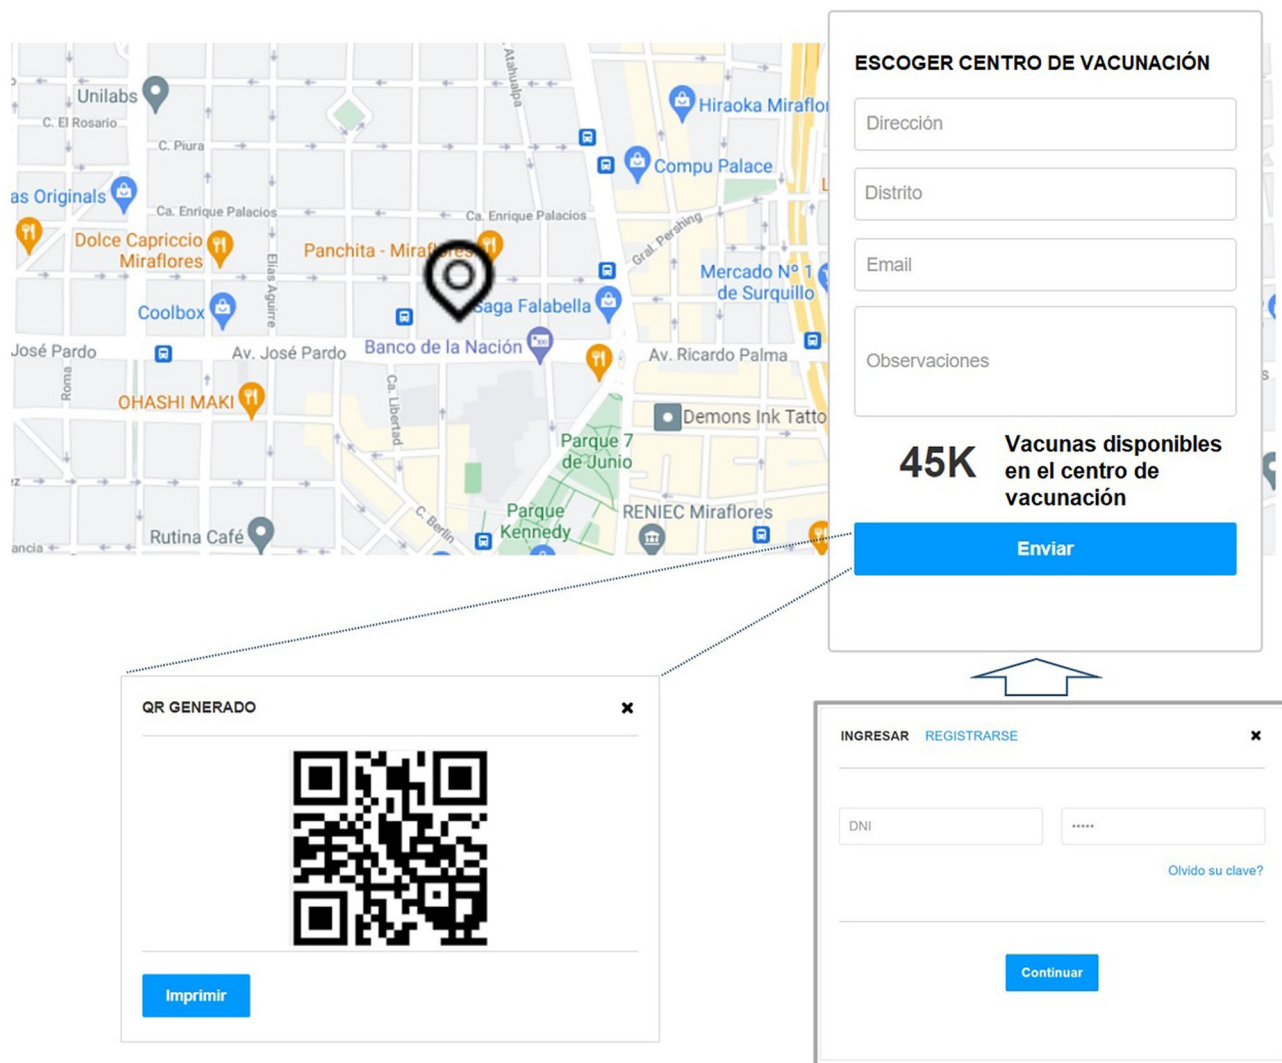 ESCOGER CENTRO DE VACUNACIÓN
Dirección
Distrito
Email
Observaciones
45K
Vacunas disponibles
en el centro de
vacunación
Enviar
Atahualpa
Unilabs
C. El Rosario
C. Piura
Hiraoka Miraflor
Compu Palace
as Originals
Ca. Enrique Palacios
Ca. Enrique Palacios
Gral. Pershing
Dolce Capriccio
Miraflores
Elías Aguirre
Panchita - Miraflores
Mercado Nº 1
de Surquillo
Coolbox
Saga Falabella
José Pardo
Av. José Pardo
Banco de la Nación
Av. Ricardo Palma
Roma
Ca. Libertad
OHASHI MAKI
Demons Ink Tatto
Parque 7
de Junio
Parque
Kennedy
C. Berlín
RENIEC Miraflores
Rutina Café
ancia
QR GENERADO
Imprimir
INGRESAR REGISTRARSE
DNI
•••••
Olvido su clave?
Continuar